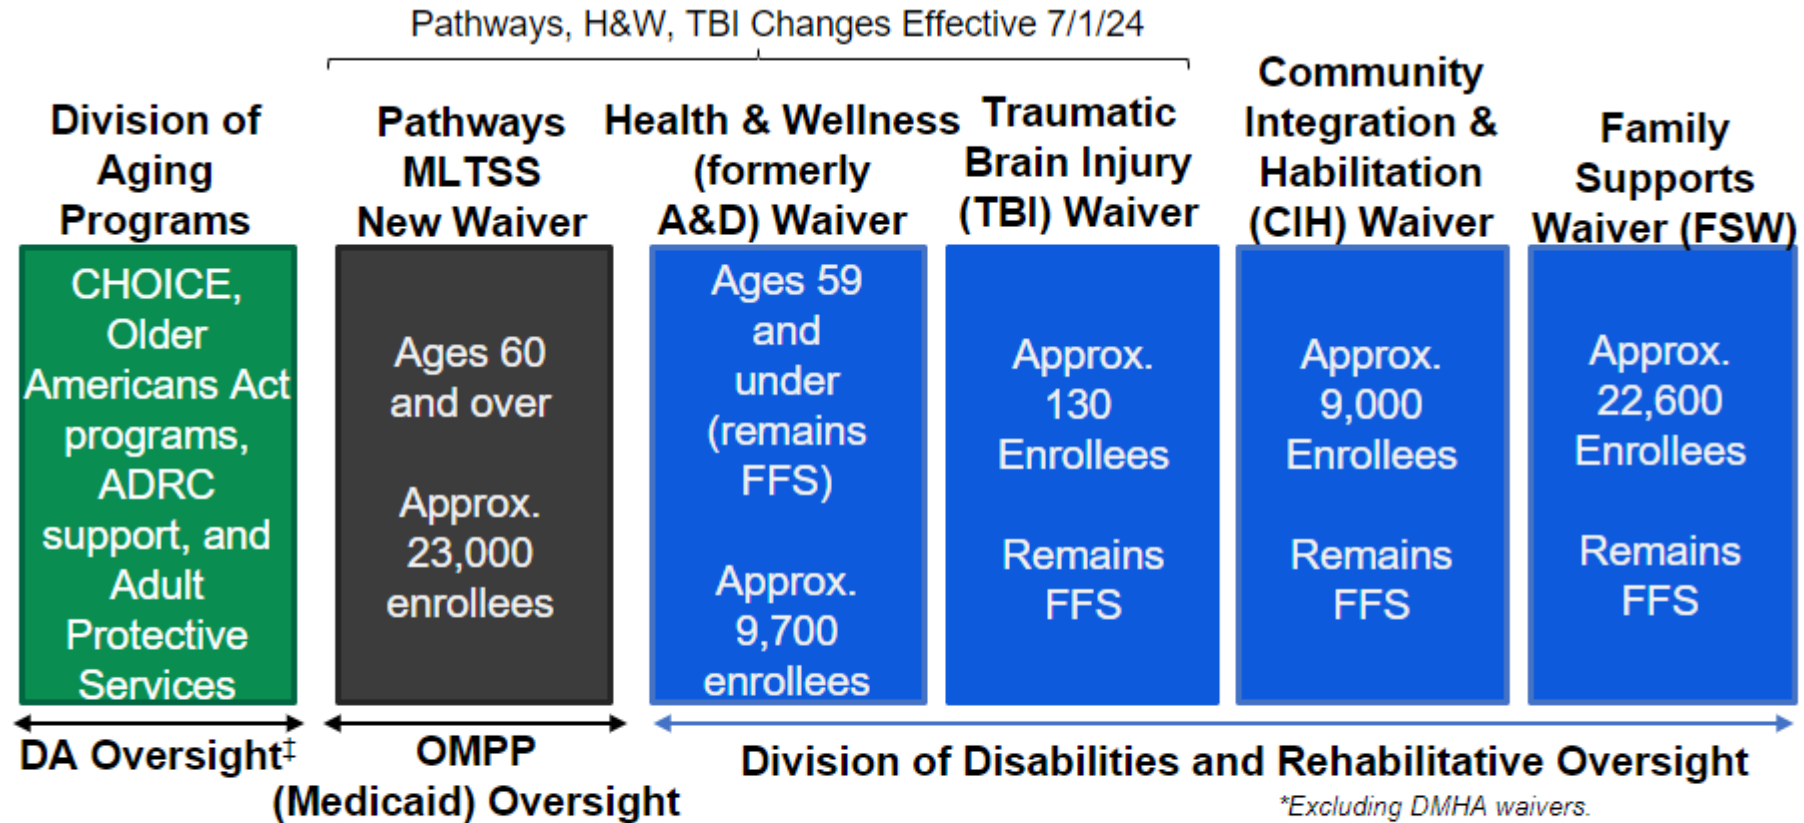 Pathways, H&W, TBI Changes Effective 7/1/24
Division of
Aging
Programs
CHOICE,
Older
Americans Act
programs,
ADRC
support, and
Adult
Protective
Services
DA Oversight‡
Pathways
MLTSS
New Waiver
Ages 60
and over
Approx.
23,000
enrollees
OMPP
(Medicaid) Oversight
Health & Wellness
(formerly
A&D) Waiver
Ages 59
and
under
(remains
FFS)
Approx.
9,700
enrollees
Traumatic
Brain Injury
(TBI) Waiver
Approx.
130
Enrollees
Remains
FFS
Community
Integration &
Habilitation
(CIH) Waiver
Approx.
9,000
Enrollees
Remains
FFS
Family
Supports
Waiver (FSW)
Approx.
22,600
Enrollees
Remains
FFS
Division of Disabilities and Rehabilitative Oversight
*Excluding DMHA waivers.